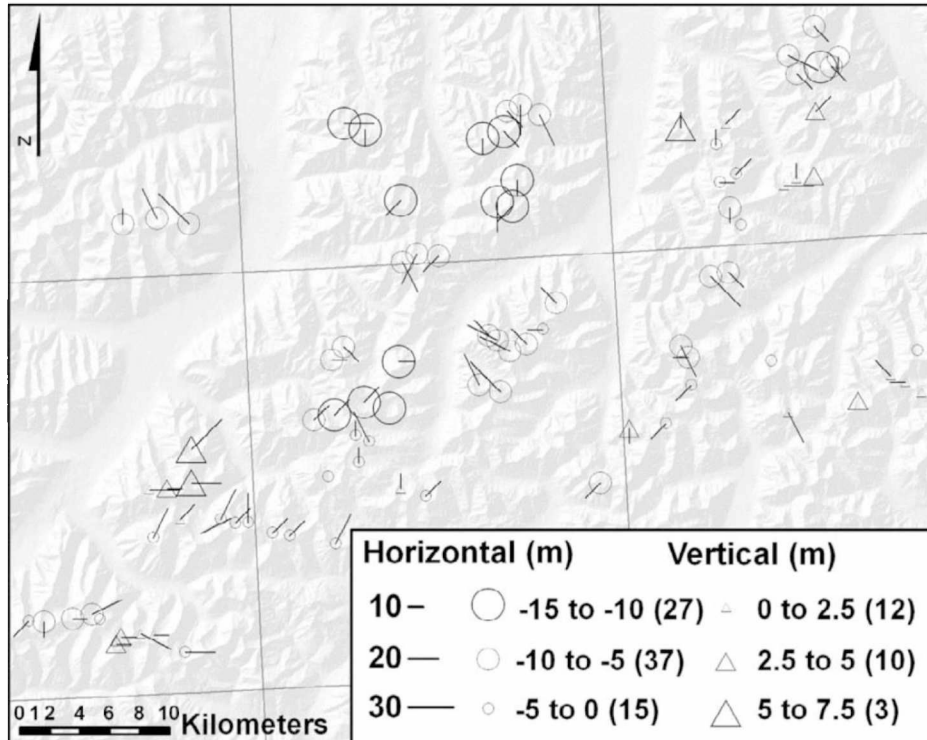 N
Horizontal (m) Vertical (m)
10 -15 to -10 (27) 0 to 2.5 (12)
20 -10 to -5 (37) 2.5 to 5 (10)
30 -5 to 0 (15) 5 to 7.5 (3)
0 1 2 4 6 8 10 Kilometers